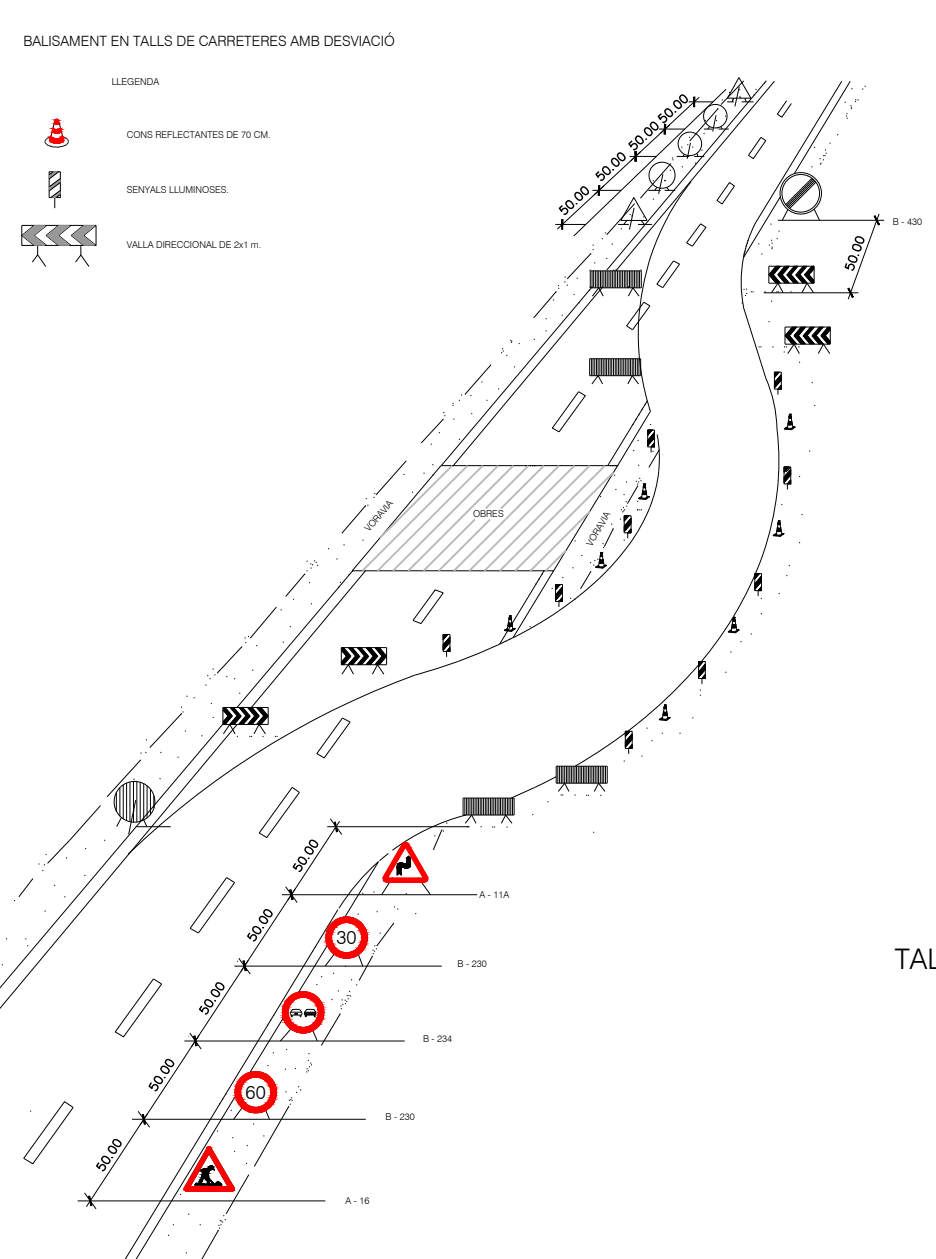 BALISAMENT EN TALLS DE CARRETERES AMB DESVIACIÓ
LLEGENDA
CONS REFLECTANTES DE 70 CM.
SENYALS LLUMINOSES.
VALLA DIRECCIONAL DE 2x1 m.
50.00
50.00
50.00
50.00
B - 430
50.00
VORAVIA
OBRES
VORAVIA
50.00
A - 11A
50.00
30
B - 230
50.00
B - 234
50.00
60
B - 230
50.00
A - 16
TAL